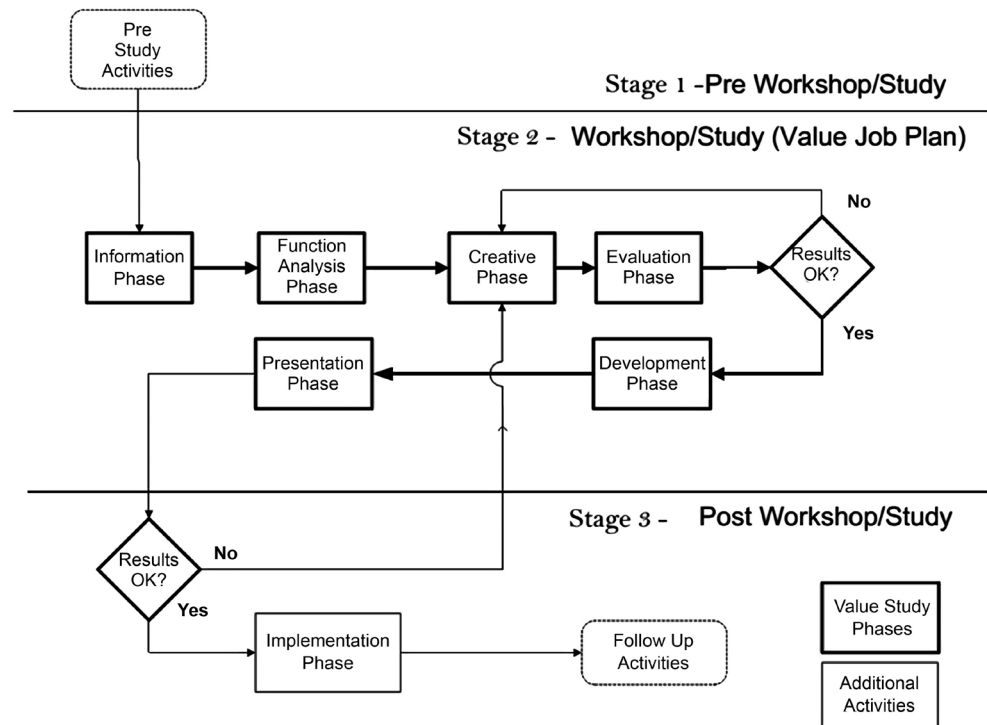 Pre
Study
Activities
Stage 1 -Pre Workshop/Study
Stage 2 - Workshop/Study (Value Job Plan)
No
Information
Phase
Function
Analysis
Phase
Creative
Phase
Evaluation
Phase
Results
OK?
Yes
Presentation
Phase
Development
Phase
Stage 3 - Post Workshop/Study
Results
OK?
No
Yes
Implementation
Phase
Follow Up
Activities
Value Study
Phases
Additional
Activities